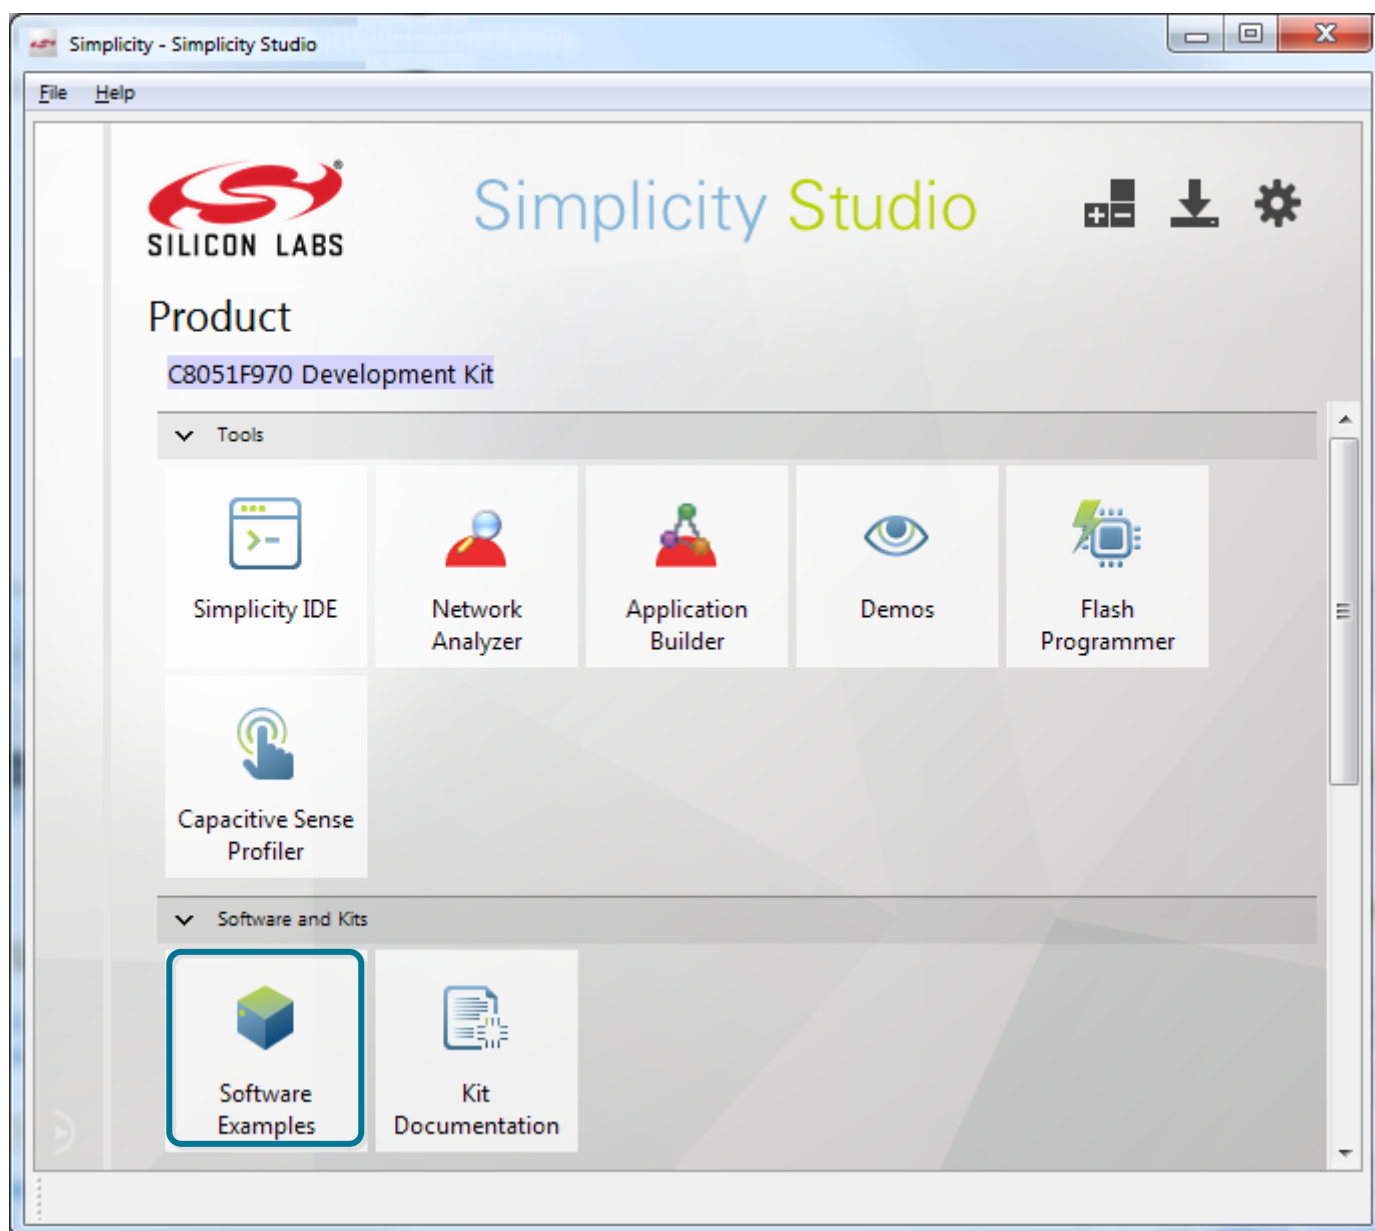 Simplicity - Simplicity Studio
File Help
SILICON LABS
Simplicity Studio
Product
C8051F970 Development Kit
Tools
Simplicity IDE
Network
Analyzer
Application
Builder
Demos
Flash
Programmer
Capacitive Sense
Profiler
Software and Kits
Software
Examples
Kit
Documentation